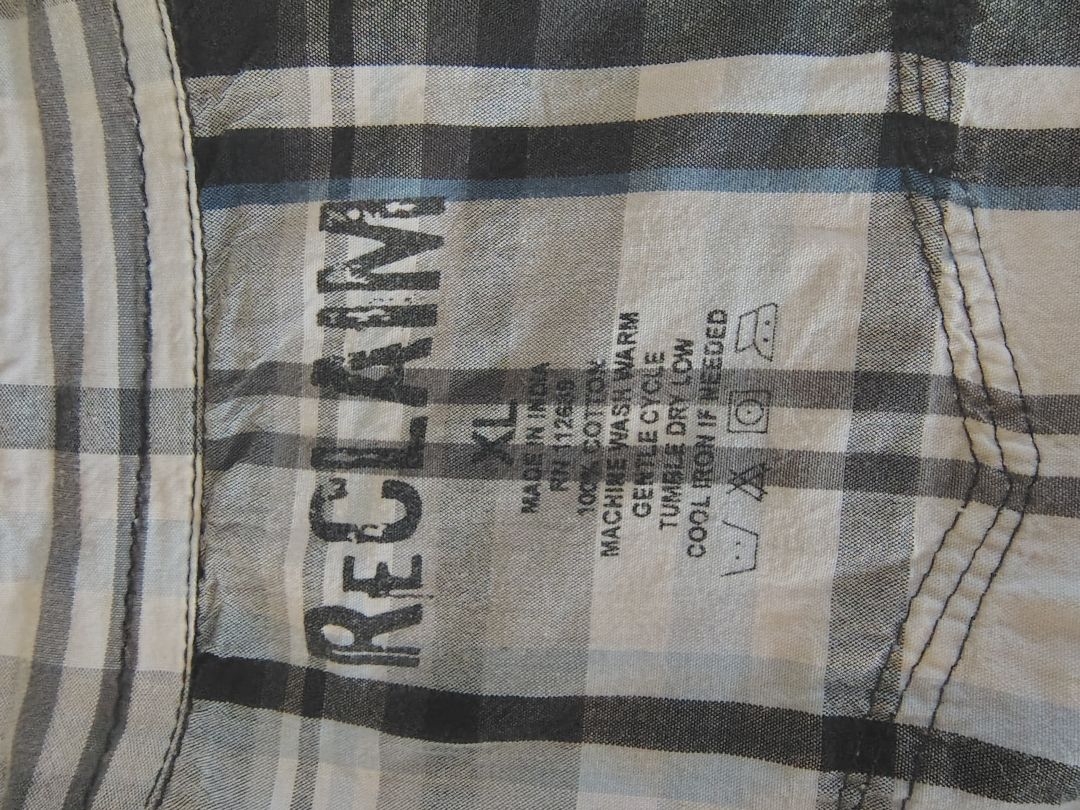 RECLAIM
XL
MADE IN INDIA
RN 112639
100% COTTON
MACHINE WASH WARM
GENTLE CYCLE
TUMBLE DRY LOW
COOL IRON IF NEEDED